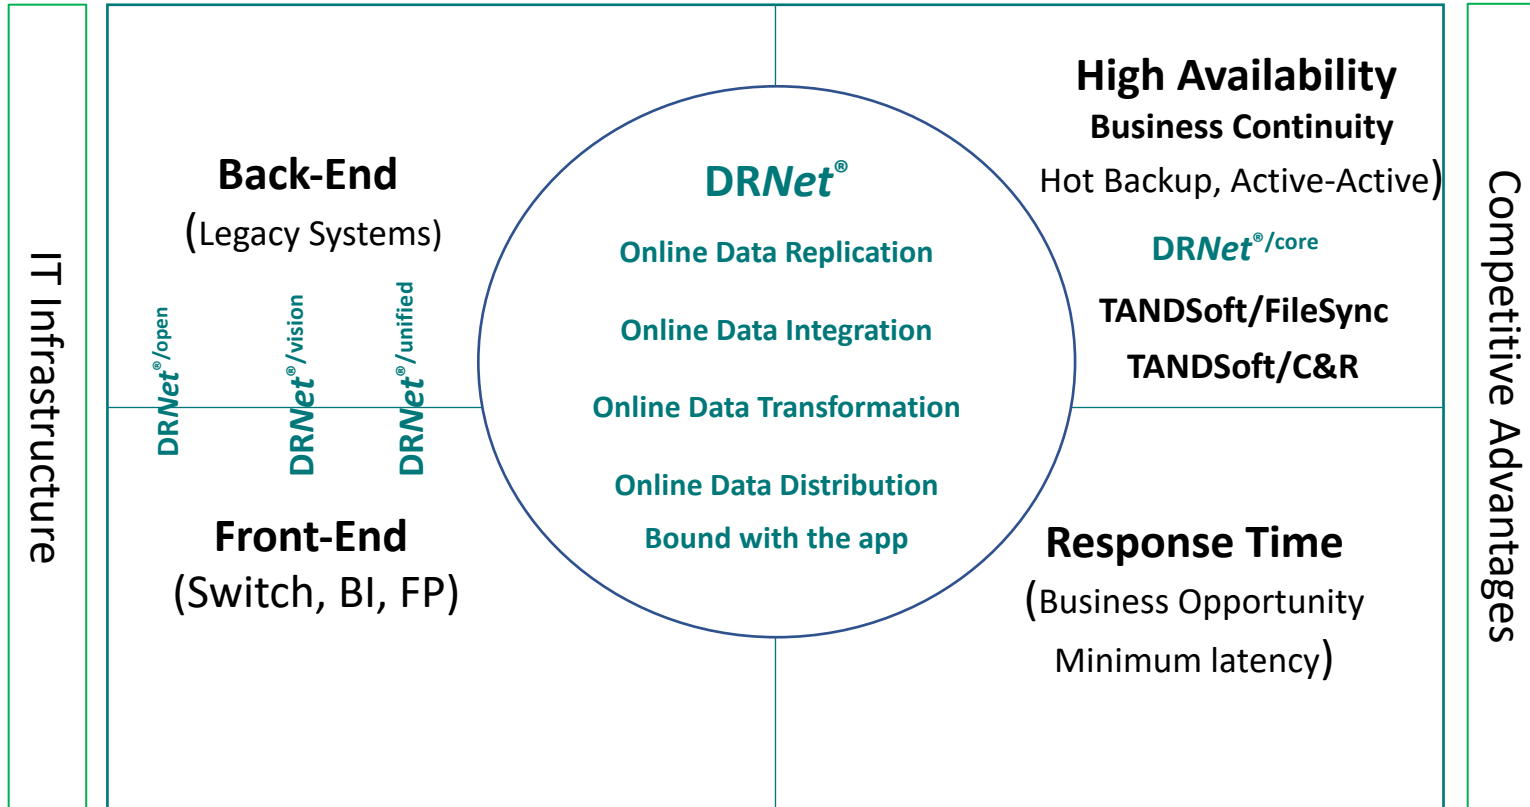 IT Infrastructure
Back-End
(Legacy Systems)
DRNet®/open
DRNet®/vision
DRNet®/unified
Front-End
(Switch, BI, FP)
DRNet®
Online Data Replication
Online Data Integration
Online Data Transformation
Online Data Distribution
Bound with the app
High Availability
Business Continuity
Hot Backup, Active-Active)
DRNet®/core
TANDSoft/FileSync
TANDSoft/C&R
Response Time
(Business Opportunity
Minimum latency)
Competitive Advantages